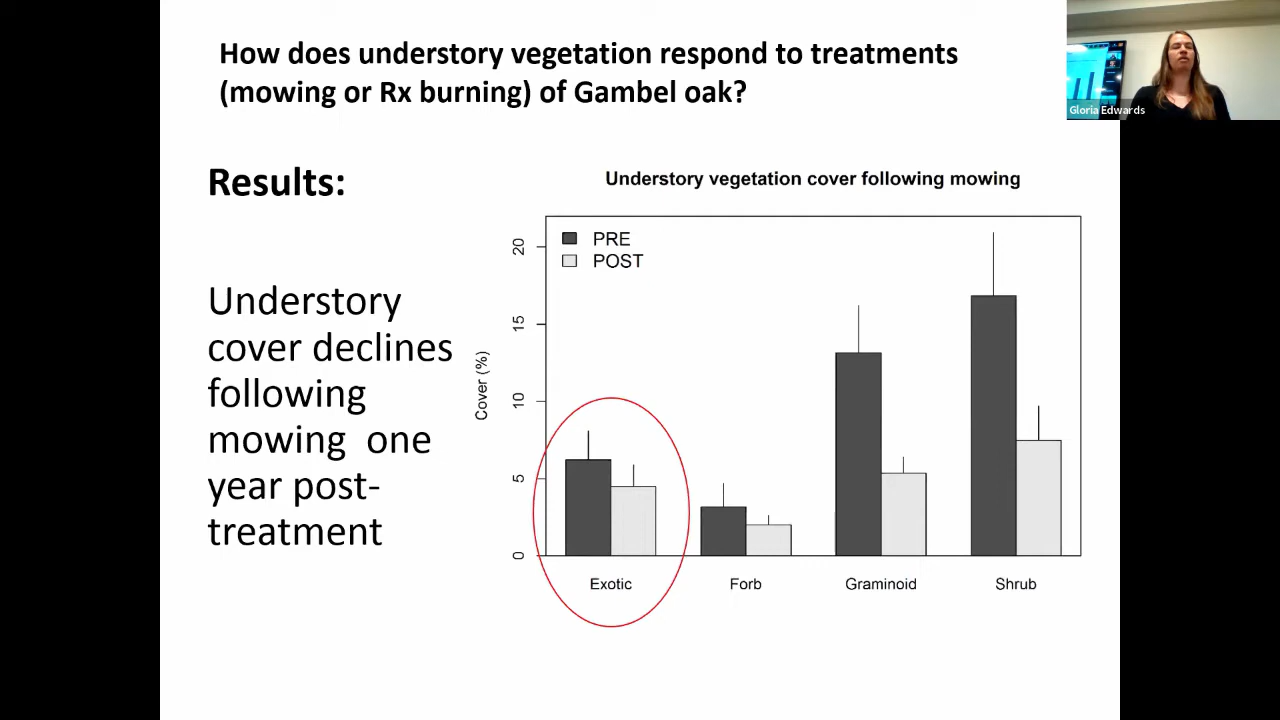 How does understory vegetation respond to treatments
(mowing or Rx burning) of Gambel oak?
Gloria Edwards
Results:
Understory
cover declines
following
mowing one
year post-
treatment
Understory vegetation cover following mowing
PRE
POST
Cover (%)
20
15
10
5
0
Exotic
Forb
Graminoid
Shrub